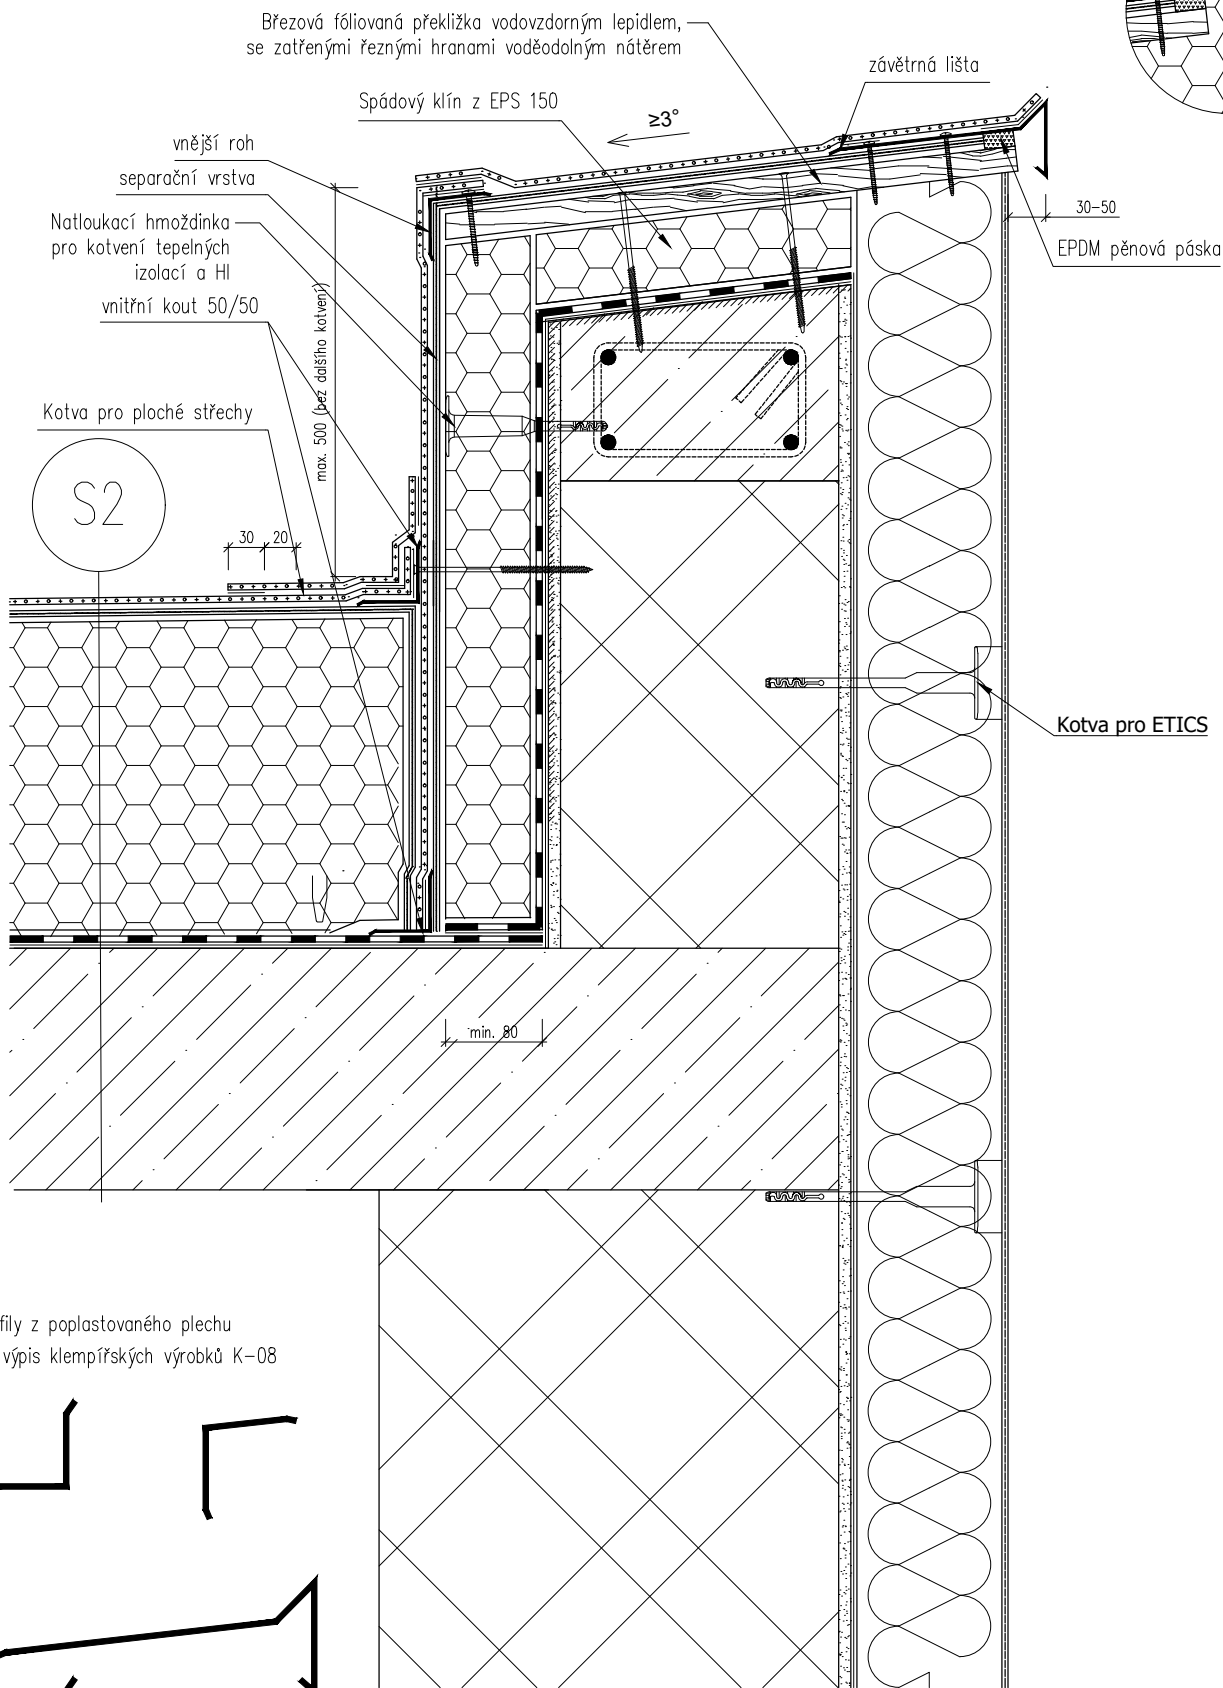 Březová fóliovaná překližka vodovzdorným lepidlem,
se zatřenými řeznými hranami voděodolným nátěrem
závětrná lišta
Spádový klín z EPS 150
≥3°
vnější roh
separační vrstva
Natloukací hmoždinka
pro kotvení tepelných
izolací a HI
vnitřní kout 50/50
30-50
EPDM pěnová páska
max. 500 (bez dalšího kotvení)
Kotva pro ploché střechy
S2
30
20
Kotva pro ETICS
min. 80
fily z poplastovaného plechu
výpis klempířských výrobků K-08